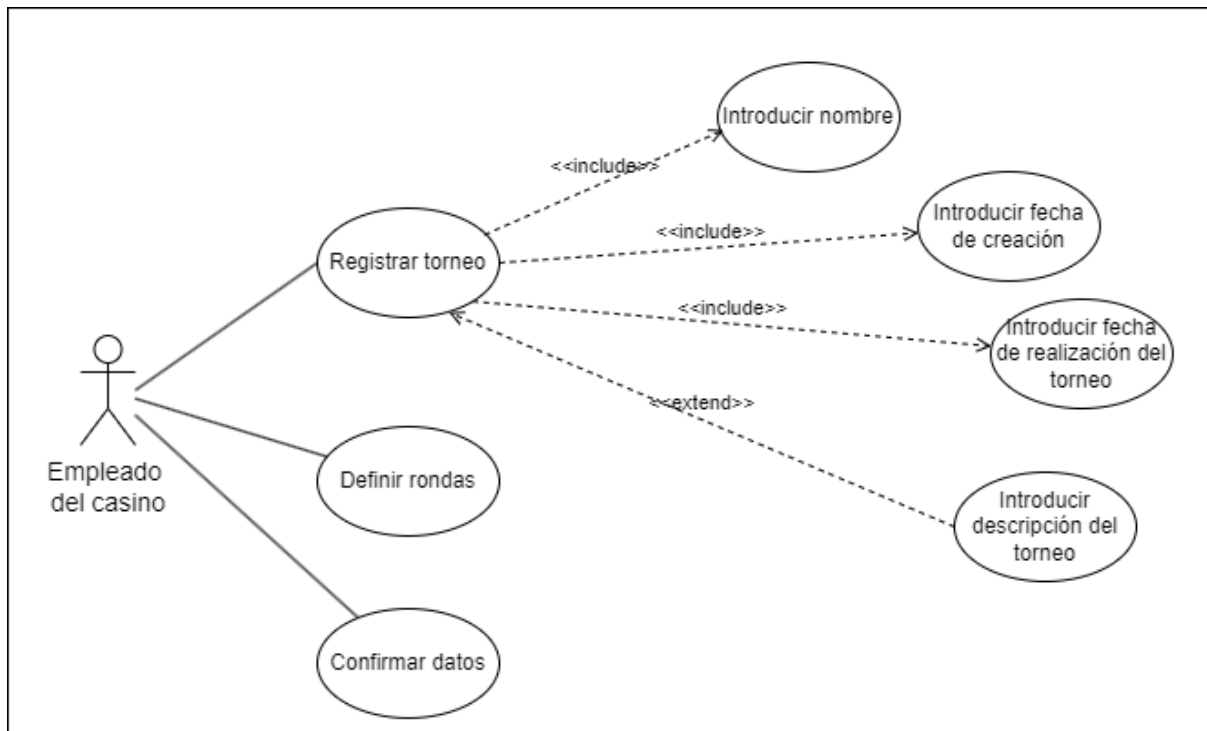 Introducir nombre
<<include>>
Introducir fecha
de creación
<<include>>
Registrar torneo
<<include>>
Introducir fecha
de realización del
torneo
<<extend>>
Empleado
del casino
Definir rondas
Introducir
descripción del
torneo
Confirmar datos